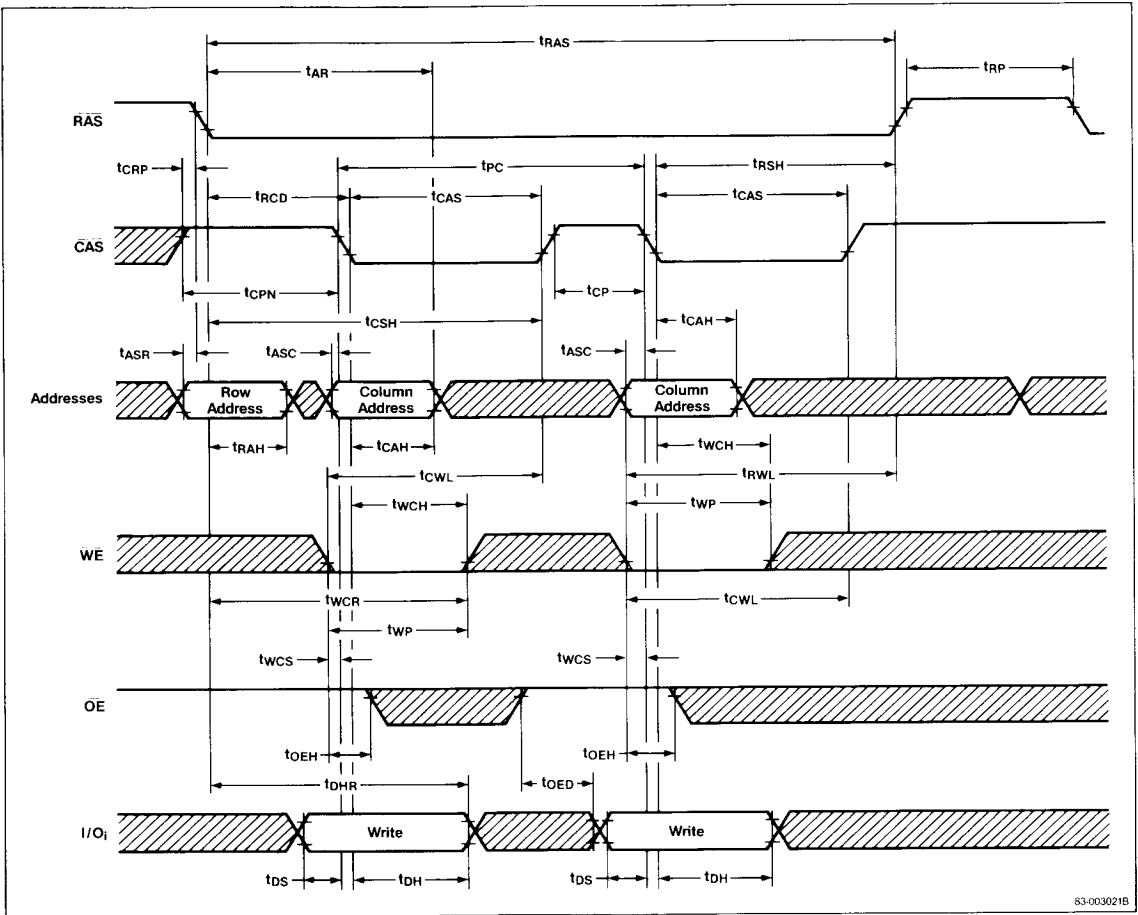 tRAS
tAR
tRP
RAS
tCRP
tPC
tRSH
tRCD
tCAS
tCAS
CAS
tCPN
tCP
tCSH
tCAH
tASR
tASC
tASC
Addresses
Row Address
Column Address
Column Address
tRAH
tCAH
tWCH
tCWL
tRWL
tWCH
tWP
WE
tWCR
tCWL
tWP
tWCS
tWCS
OE
tOEH
tOEH
tDHR
tOED
I/Oi
Write
Write
tDS
tDH
tDS
tDH
83-003021B